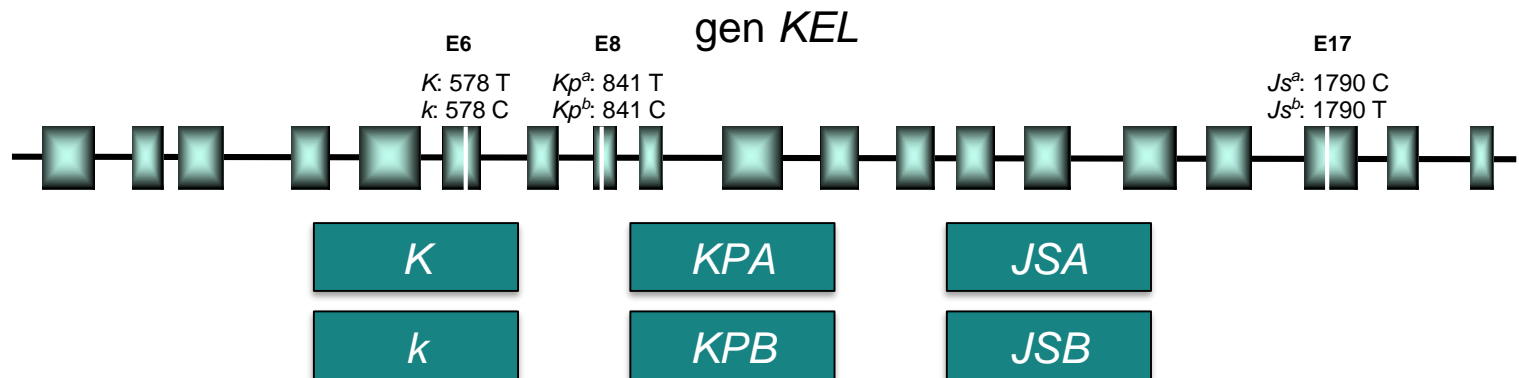 gen KEL
E6
E8
E17
K: 578 T
k: 578 C
Kpᵃ: 841 T
Kpᵇ: 841 C
Jsᵃ: 1790 C
Jsᵇ: 1790 T
K
KPA
JSA
k
KPB
JSB